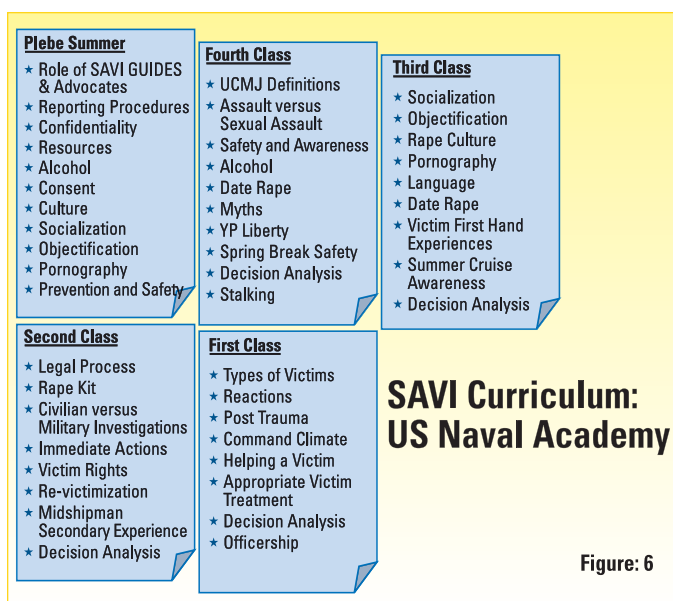 Plebe Summer
★ Role of SAVI GUIDES
& Advocates
★ Reporting Procedures
★ Confidentiality
★ Resources
★ Alcohol
★ Consent
★ Culture
★ Socialization
★ Objectification
★ Pornography
★ Prevention and Safety
Fourth Class
★ UCMJ Definitions
★ Assault versus
Sexual Assault
★ Safety and Awareness
★ Alcohol
★ Date Rape
★ Myths
★ YP Liberty
★ Spring Break Safety
★ Decision Analysis
★ Stalking
Third Class
★ Socialization
★ Objectification
★ Rape Culture
★ Pornography
★ Language
★ Date Rape
★ Victim First Hand
Experiences
★ Summer Cruise
Awareness
★ Decision Analysis
Second Class
★ Legal Process
★ Rape Kit
★ Civilian versus
Military Investigations
★ Immediate Actions
★ Victim Rights
★ Re-victimization
★ Midshipman
Secondary Experience
★ Decision Analysis
First Class
★ Types of Victims
★ Reactions
★ Post Trauma
★ Command Climate
★ Helping a Victim
★ Appropriate Victim
Treatment
★ Decision Analysis
★ Officership
SAVI Curriculum:
US Naval Academy
Figure: 6